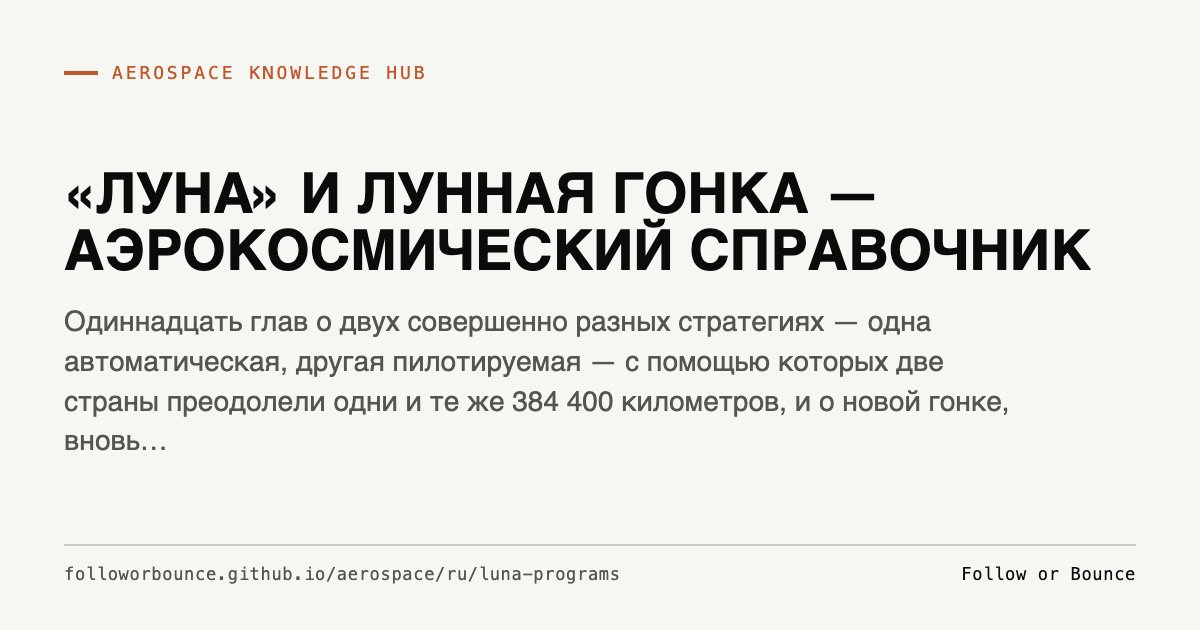 AEROSPACE KNOWLEDGE HUB
«ЛУНА» И ЛУННАЯ ГОНКА —
АЭРОКОСМИЧЕСКИЙ СПРАВОЧНИК
Одиннадцать глав о двух совершенно разных стратегиях — одна
автоматическая, другая пилотируемая — с помощью которых две
страны преодолели одни и те же 384 400 километров, и о новой гонке,
вновь…
followorbounce.github.io/aerospace/ru/luna-programs
Follow or Bounce